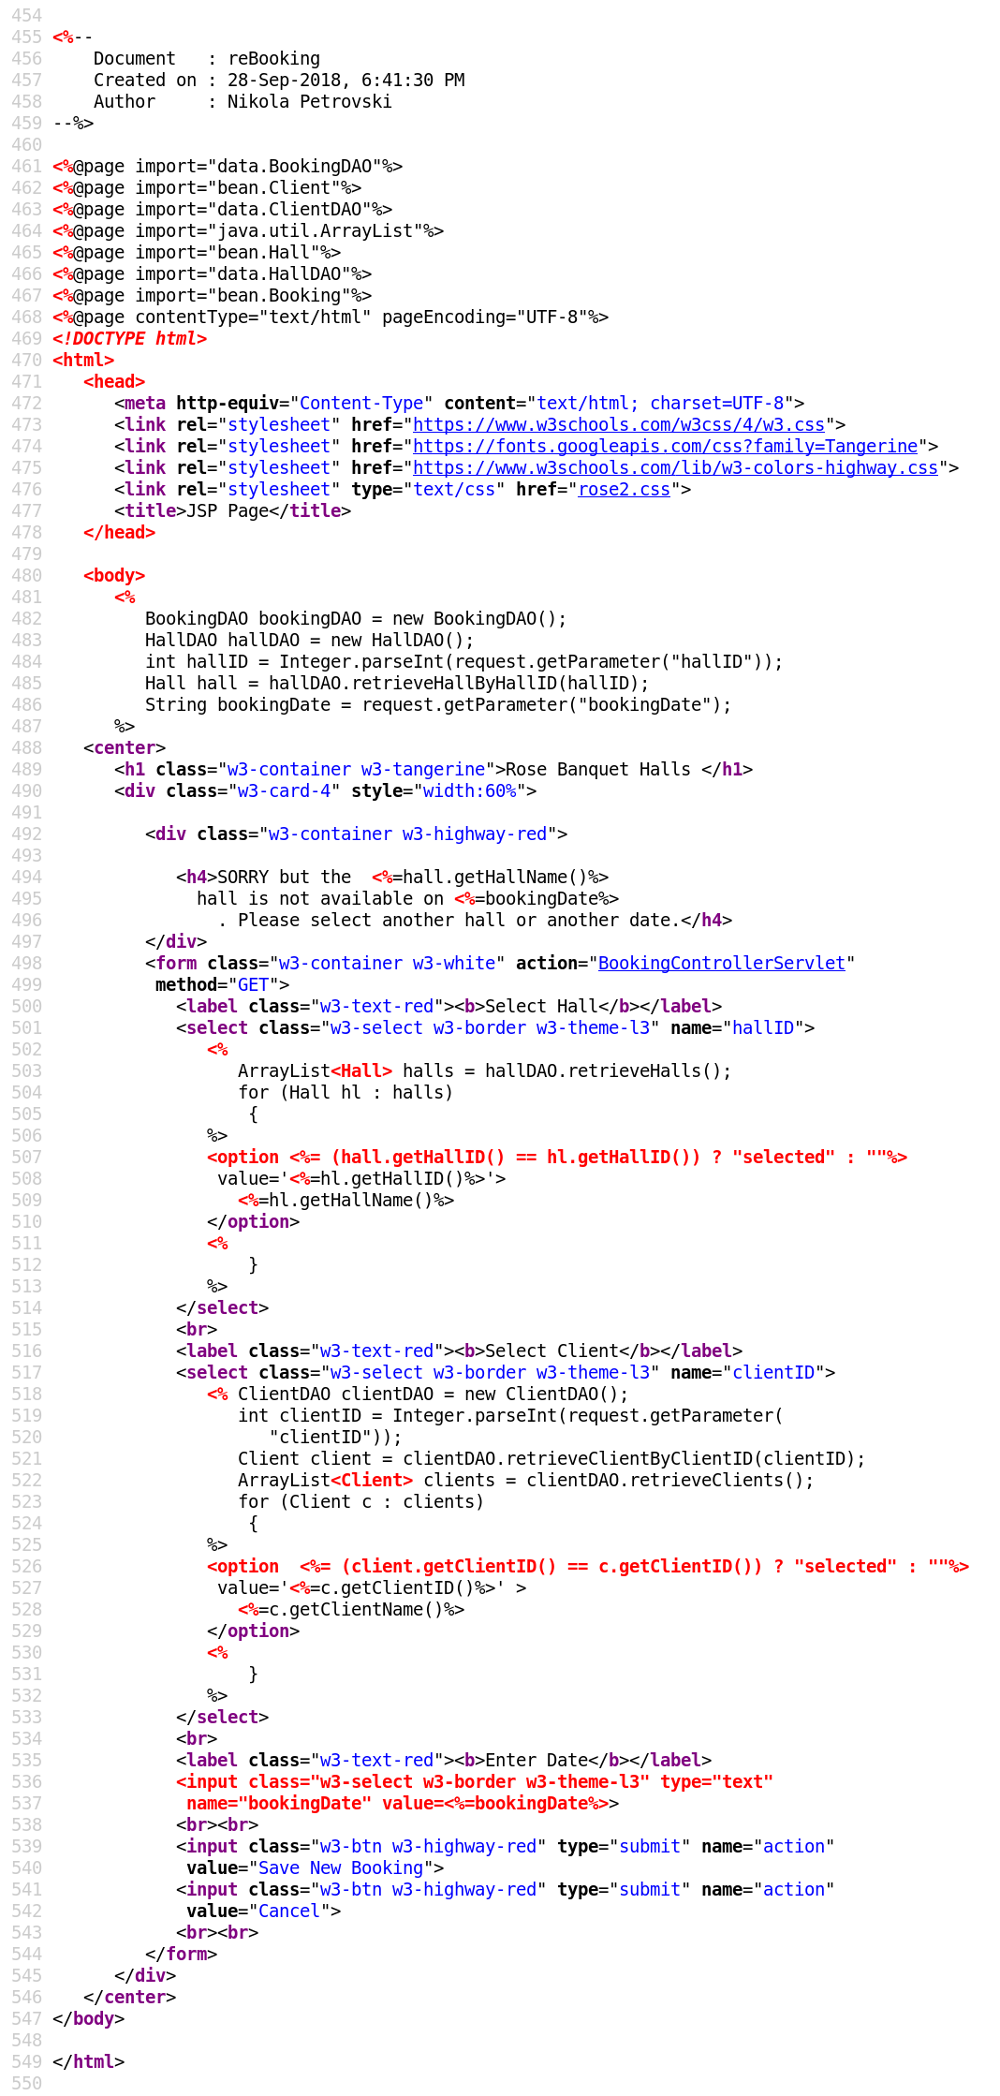 454
455 <%--
456     Document   : reBooking
457     Created on : 28-Sep-2018, 6:41:30 PM
458     Author     : Nikola Petrovski
459 --%>
460
461 <%@page import="data.BookingDAO"%>
462 <%@page import="bean.Client"%>
463 <%@page import="data.ClientDAO"%>
464 <%@page import="java.util.ArrayList"%>
465 <%@page import="bean.Hall"%>
466 <%@page import="data.HallDAO"%>
467 <%@page import="bean.Booking"%>
468 <%@page contentType="text/html" pageEncoding="UTF-8"%>
469 <!DOCTYPE html>
470 <html>
471    <head>
472       <meta http-equiv="Content-Type" content="text/html; charset=UTF-8">
473       <link rel="stylesheet" href="https://www.w3schools.com/w3css/4/w3.css">
474       <link rel="stylesheet" href="https://fonts.googleapis.com/css?family=Tangerine">
475       <link rel="stylesheet" href="https://www.w3schools.com/lib/w3-colors-highway.css">
476       <link rel="stylesheet" type="text/css" href="rose2.css">
477       <title>JSP Page</title>
478    </head>
479
480    <body>
481       <%
482          BookingDAO bookingDAO = new BookingDAO();
483          HallDAO hallDAO = new HallDAO();
484          int hallID = Integer.parseInt(request.getParameter("hallID"));
485          Hall hall = hallDAO.retrieveHallByHallID(hallID);
486          String bookingDate = request.getParameter("bookingDate");
487       %>
488    <center>
489       <h1 class="w3-container w3-tangerine">Rose Banquet Halls </h1>
490       <div class="w3-card-4" style="width:60%">
491
492          <div class="w3-container w3-highway-red">
493
494             <h4>SORRY but the  <%=hall.getHallName()%>
495               hall is not available on <%=bookingDate%>
496                 . Please select another hall or another date.</h4>
497          </div>
498          <form class="w3-container w3-white" action="BookingControllerServlet"
499           method="GET">
500             <label class="w3-text-red"><b>Select Hall</b></label>
501             <select class="w3-select w3-border w3-theme-l3" name="hallID">
502                <%
503                   ArrayList<Hall> halls = hallDAO.retrieveHalls();
504                   for (Hall hl : halls)
505                    {
506                %>
507                <option <%= (hall.getHallID() == hl.getHallID()) ? "selected" : ""%>
508                 value='<%=hl.getHallID()%>'>
509                   <%=hl.getHallName()%>
510                </option>
511                <%
512                    }
513                %>
514             </select>
515             <br>
516             <label class="w3-text-red"><b>Select Client</b></label>
517             <select class="w3-select w3-border w3-theme-l3" name="clientID">
518                <% ClientDAO clientDAO = new ClientDAO();
519                   int clientID = Integer.parseInt(request.getParameter(
520                      "clientID"));
521                   Client client = clientDAO.retrieveClientByClientID(clientID);
522                   ArrayList<Client> clients = clientDAO.retrieveClients();
523                   for (Client c : clients)
524                    {
525                %>
526                <option  <%= (client.getClientID() == c.getClientID()) ? "selected" : ""%>
527                 value='<%=c.getClientID()%>' >
528                   <%=c.getClientName()%>
529                </option>
530                <%
531                    }
532                %>
533             </select>
534             <br>
535             <label class="w3-text-red"><b>Enter Date</b></label>
536             <input class="w3-select w3-border w3-theme-l3" type="text"
537              name="bookingDate" value=<%=bookingDate%>>
538             <br><br>
539             <input class="w3-btn w3-highway-red" type="submit" name="action"
540              value="Save New Booking">
541             <input class="w3-btn w3-highway-red" type="submit" name="action"
542              value="Cancel">
543             <br><br>
544          </form>
545       </div>
546    </center>
547 </body>
548
549 </html>
550